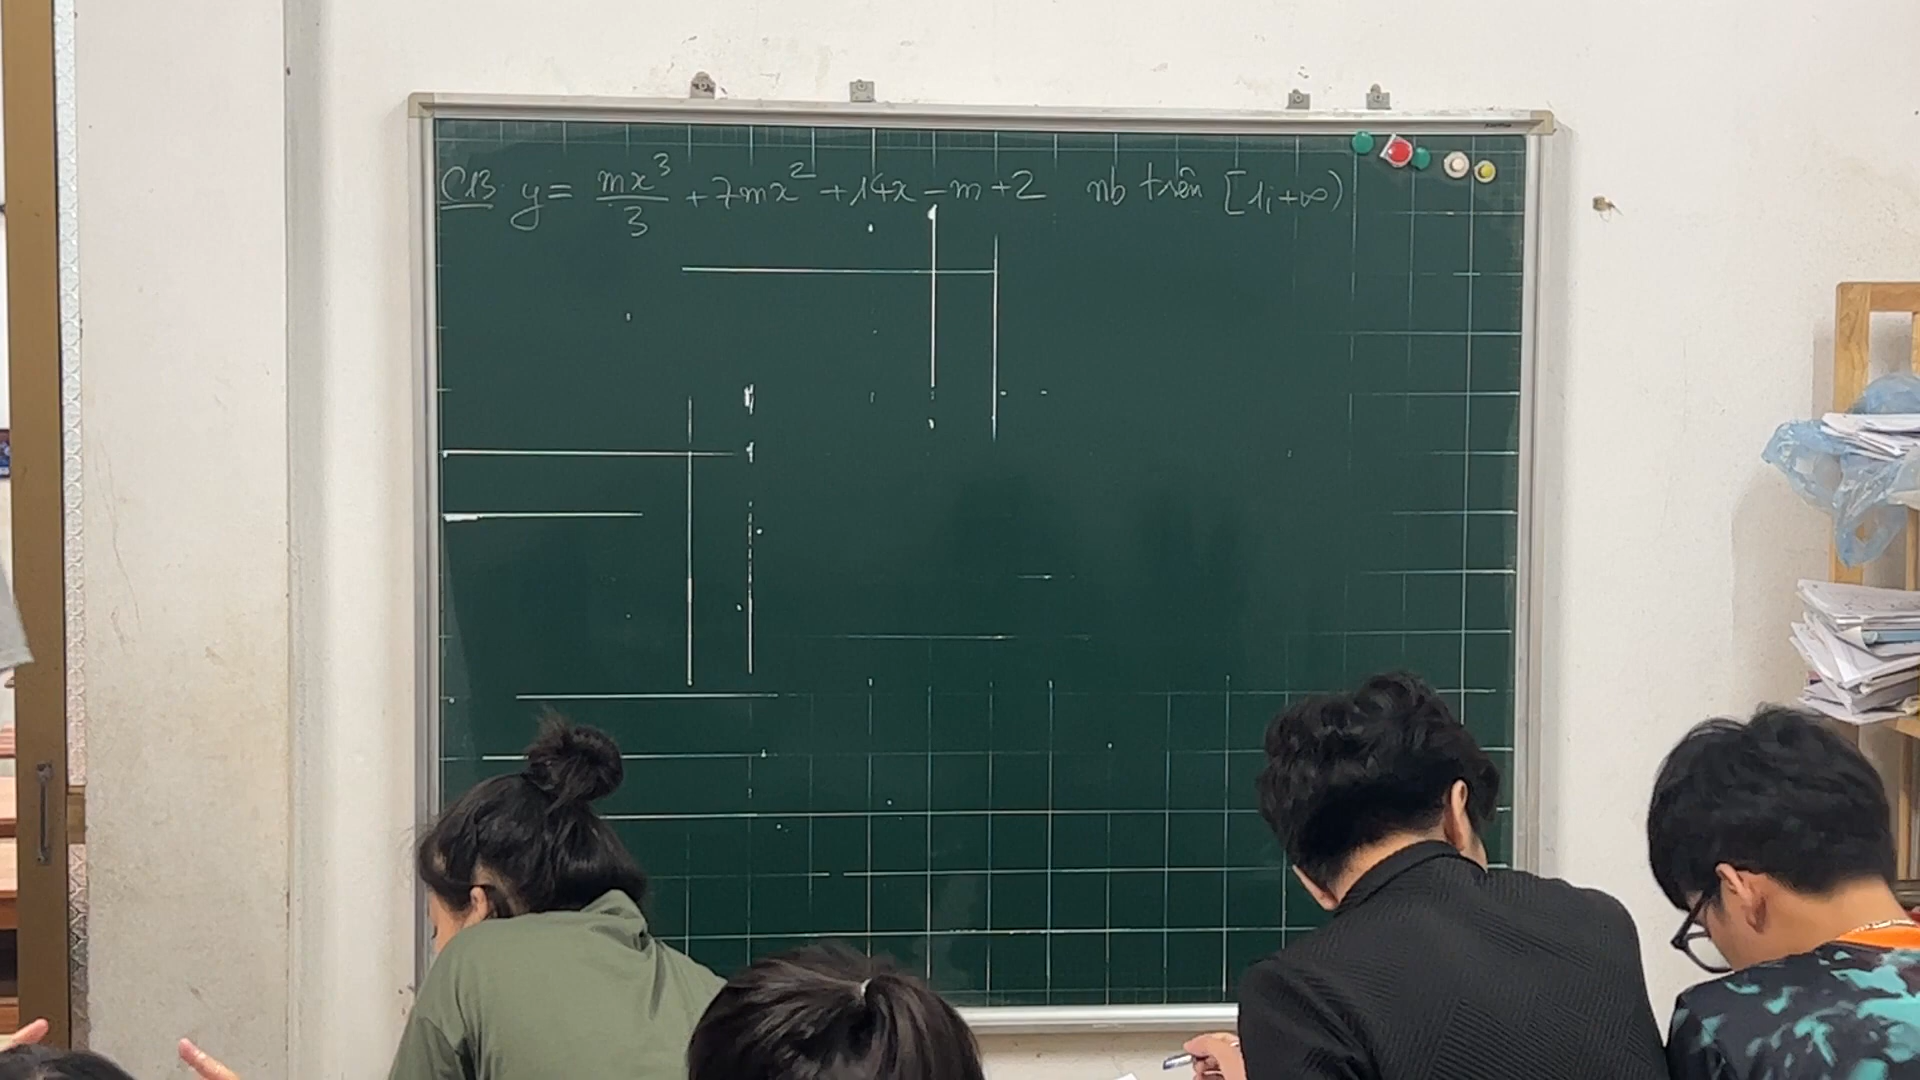 C13 y = mx³/3 + 7mx² + 14x - m + 2 nb trên [1; +∞)